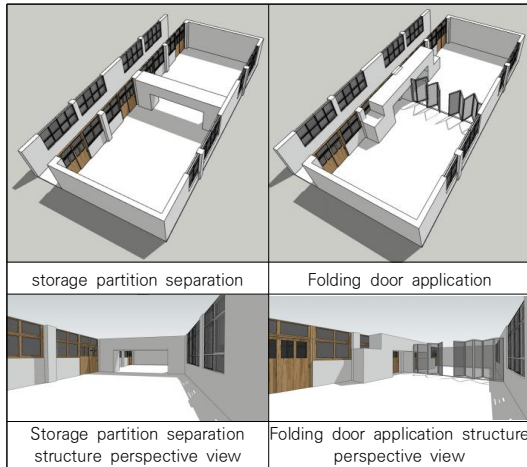 storage partition separation
Folding door application
Storage partition separation
structure perspective view
Folding door application structure
perspective view